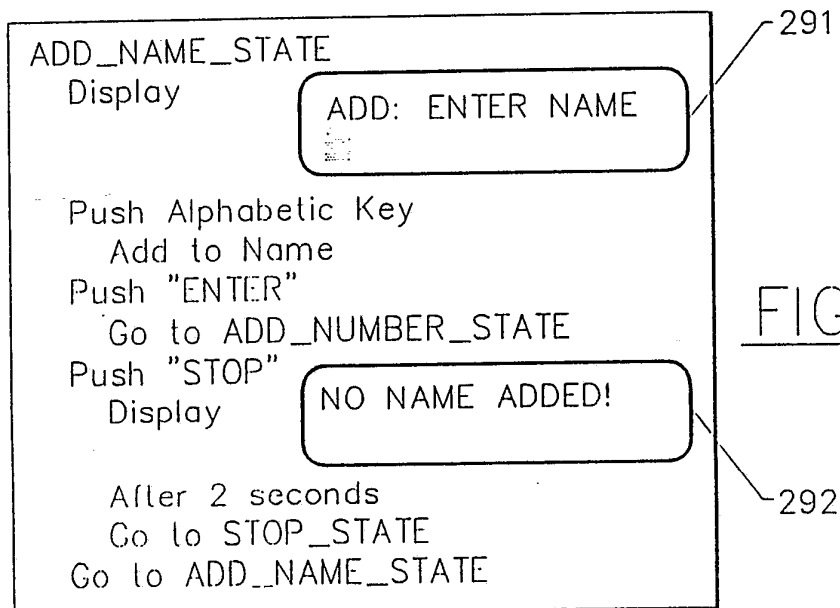 291
ADD_NAME_STATE
Display
ADD: ENTER NAME
Push Alphabetic Key
Add to Name
Push "ENTER"
Go to ADD_NUMBER_STATE
FIG
Push "STOP"
Display
NO NAME ADDED!
292
After 2 seconds
Go to STOP_STATE
Go to ADD_NAME_STATE